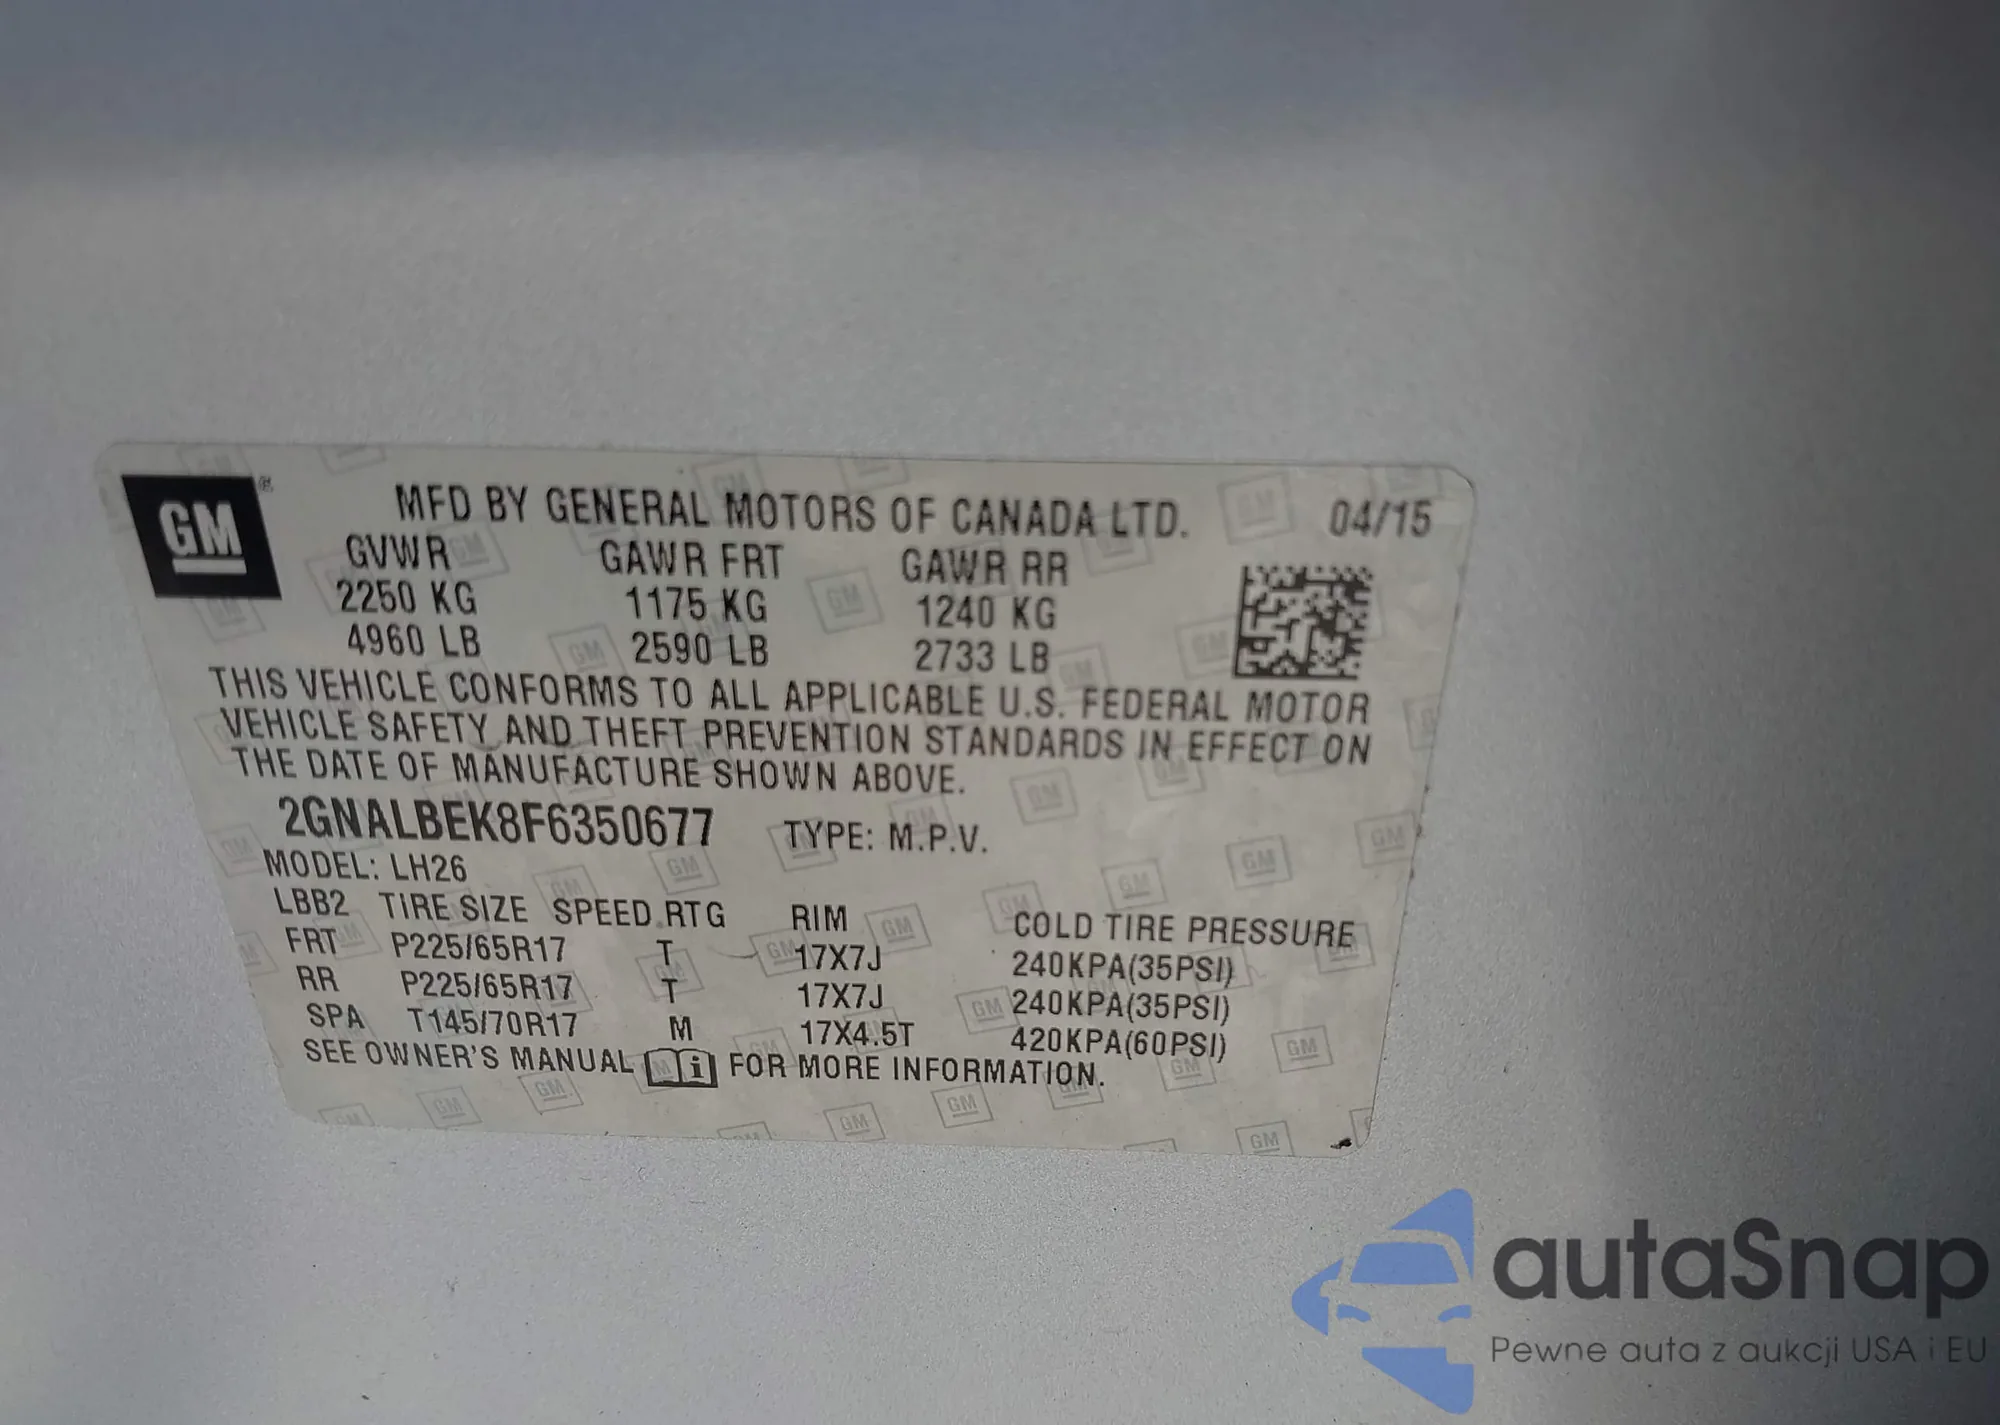 GM
MFD BY GENERAL MOTORS OF CANADA LTD. 04/15
GVWR GAWR FRT GAWR RR
2250 KG 1175 KG 1240 KG
4960 LB 2590 LB 2733 LB
THIS VEHICLE CONFORMS TO ALL APPLICABLE U.S. FEDERAL MOTOR
VEHICLE SAFETY AND THEFT PREVENTION STANDARDS IN EFFECT ON
THE DATE OF MANUFACTURE SHOWN ABOVE.
2GNALBEK8F6350677 TYPE: M.P.V.
MODEL: LH26
LBB2 TIRE SIZE SPEED RTG RIM COLD TIRE PRESSURE
FRT P225/65R17 T 17X7J 240KPA(35PSI)
RR P225/65R17 T 17X7J 240KPA(35PSI)
SPA T145/70R17 M 17X4.5T 420KPA(60PSI)
SEE OWNER'S MANUAL i FOR MORE INFORMATION.
autaSnap
Pewne auta z aukcji USA i EU